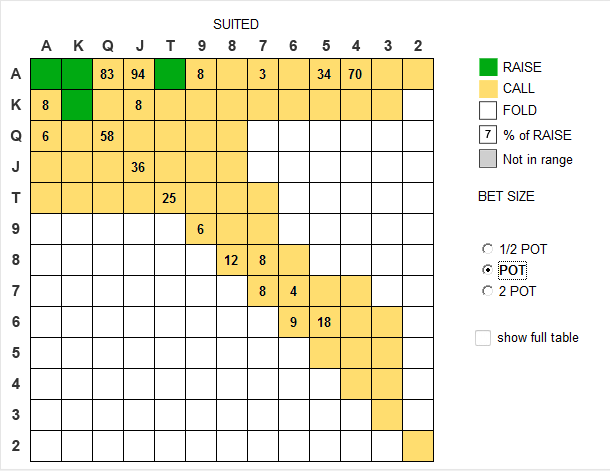 SUITED
A K Q J T 9 8 7 6 5 4 3 2
A 83 94 8 3 34 70
K 8 8
Q 6 58
J 36
T 25
9 6
8 12 8
7 8 4
6 9 18
5
4
3
2
RAISE
CALL
FOLD
7 % of RAISE
Not in range
BET SIZE
1/2 POT
POT
2 POT
show full table